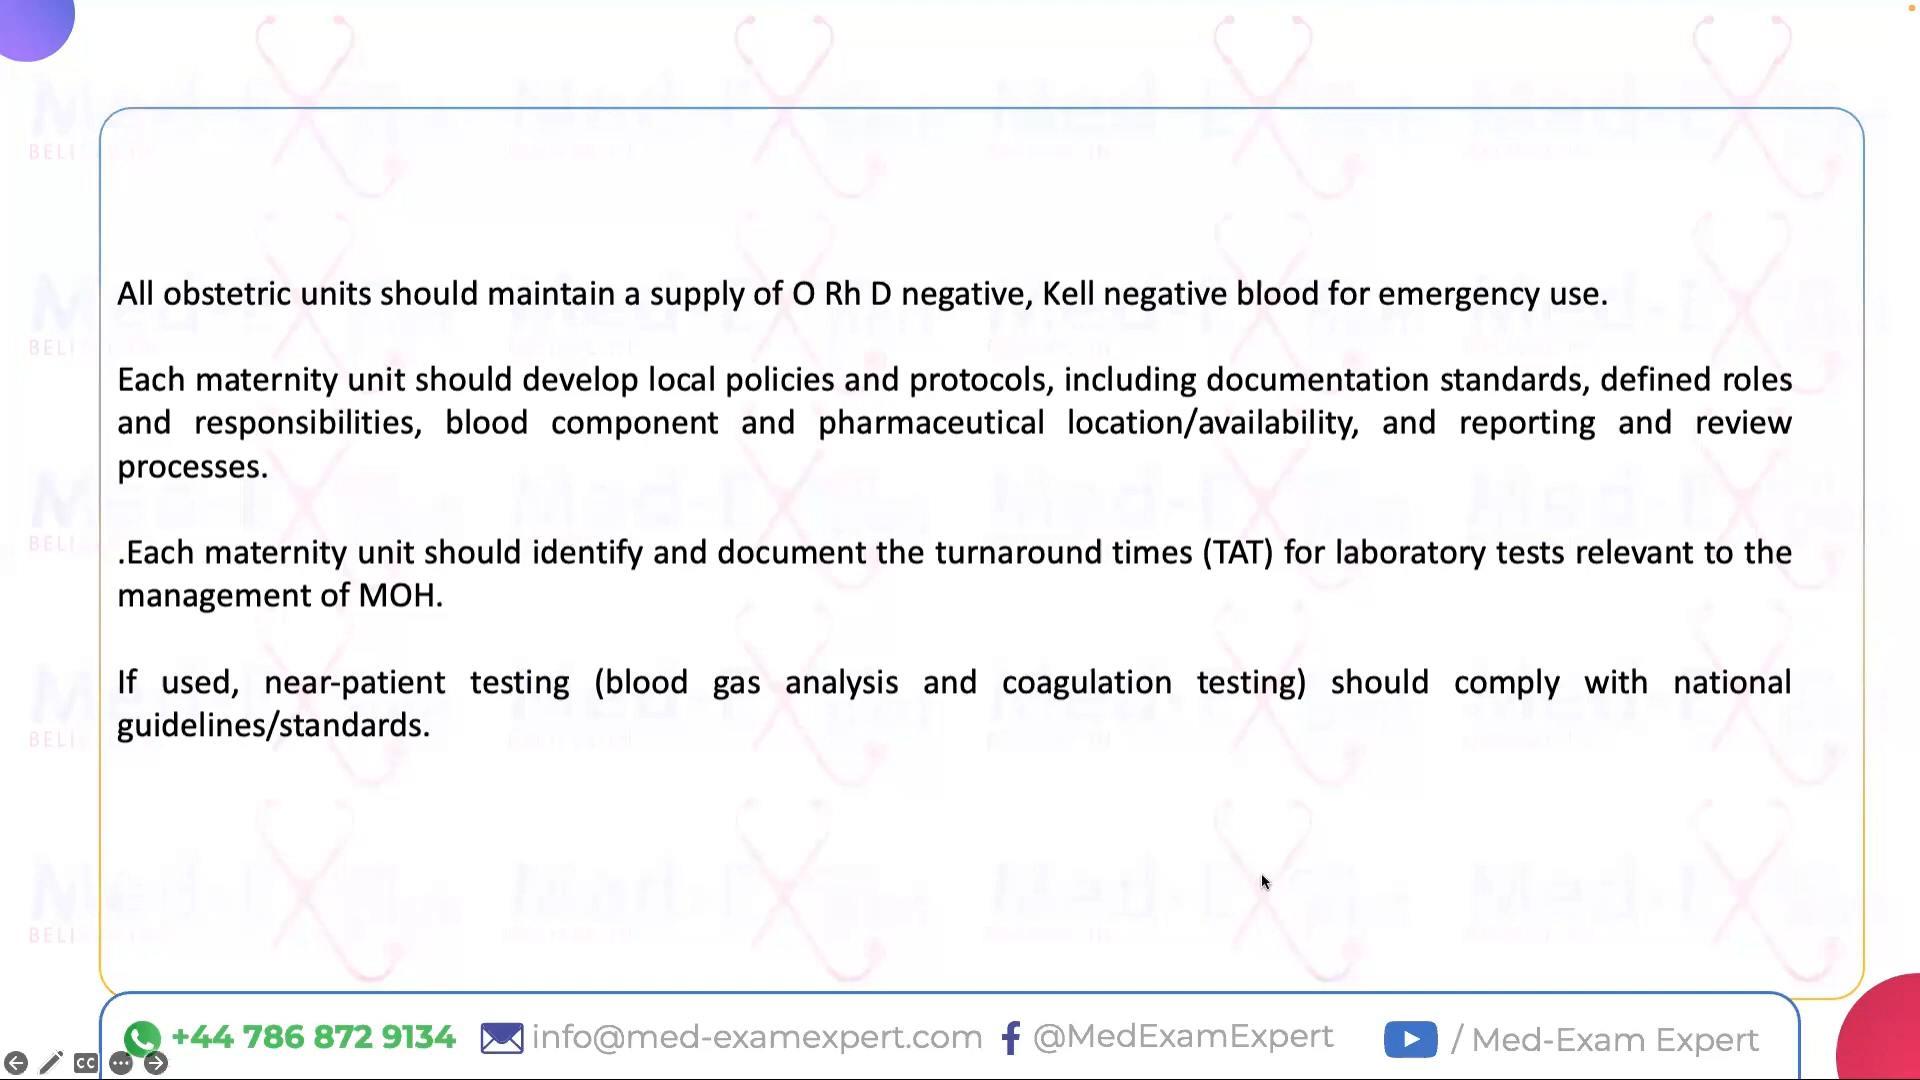 All obstetric units should maintain a supply of O Rh D negative, Kell negative blood for emergency use.
Each maternity unit should develop local policies and protocols, including documentation standards, defined roles
and responsibilities, blood component and pharmaceutical location/availability, and reporting and review
processes.
.Each maternity unit should identify and document the turnaround times (TAT) for laboratory tests relevant to the
management of MOH.
If used, near-patient testing (blood gas analysis and coagulation testing) should comply with national
guidelines/standards.
+44 786 872 9134 info@med-examexpert.com @MedExamExpert / Med-Exam Expert
CC